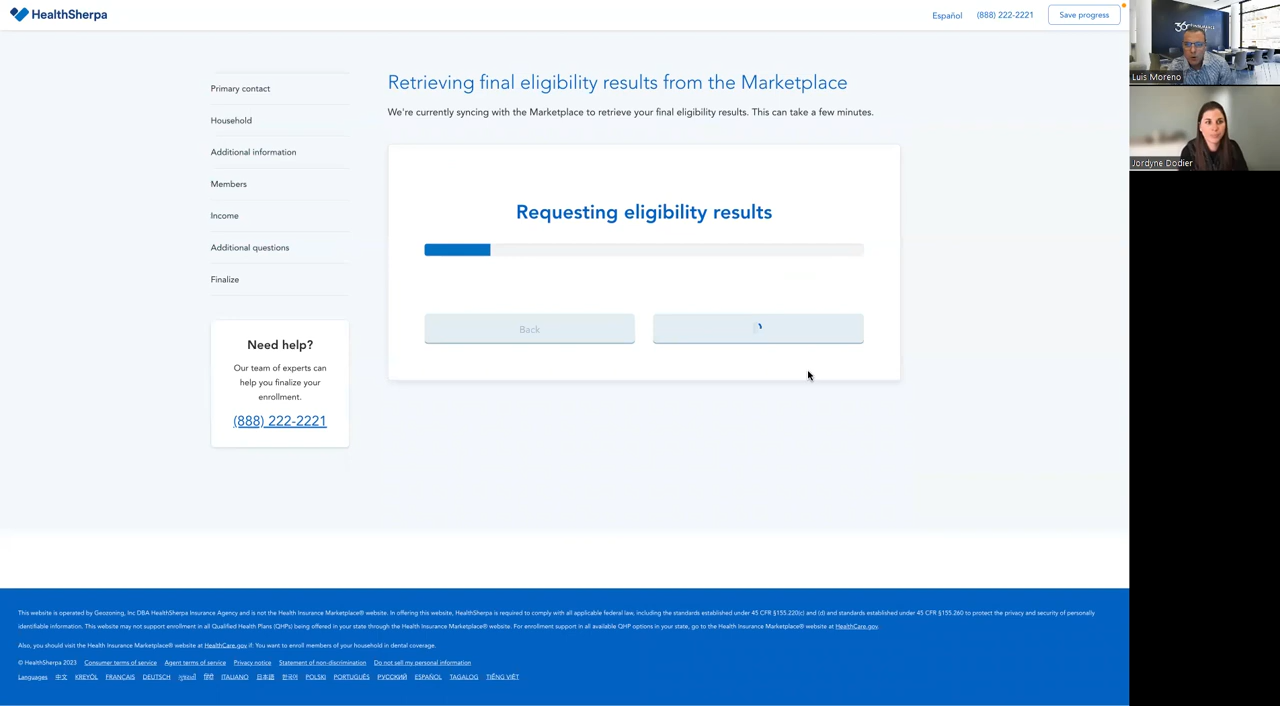 HealthSherpa
Español
(888) 222-2221
Save progress
Primary contact
Household
Additional information
Members
Income
Additional questions
Finalize
Need help?
Our team of experts can
help you finalize your
enrollment.
(888) 222-2221
Retrieving final eligibility results from the Marketplace
We're currently syncing with the Marketplace to retrieve your final eligibility results. This can take a few minutes.
Requesting eligibility results
Back
Luis Moreno
Jordyne Dodier
This website is operated by Geozoning, Inc DBA HealthSherpa Insurance Agency and is not the Health Insurance Marketplace® website. In offering this website, HealthSherpa is required to comply with all applicable federal law, including the standards established under 45 CFR §155.220(c) and (d) and standards established under 45 CFR §155.260 to protect the privacy and security of personally
identifiable information. This website may not support enrollment in all Qualified Health Plans (QHPs) being offered in your state through the Health Insurance Marketplace® website. For enrollment support in all available QHP options in your state, go to the Health Insurance Marketplace® website at HealthCare.gov.
Also, you should visit the Health Insurance Marketplace® website at HealthCare.gov if: You want to enroll members of your household in dental coverage.
© HealthSherpa 2023 Consumer terms of service Agent terms of service Privacy notice Statement of non-discrimination Do not sell my personal information
Languages 中文 KREYÒL FRANÇAIS DEUTSCH ગુજરાતી हिंदी ITALIANO 日本語 한국어 POLSKI PORTUGUÊS РУССКИЙ ESPAÑOL TAGALOG TIẾNG VIỆT